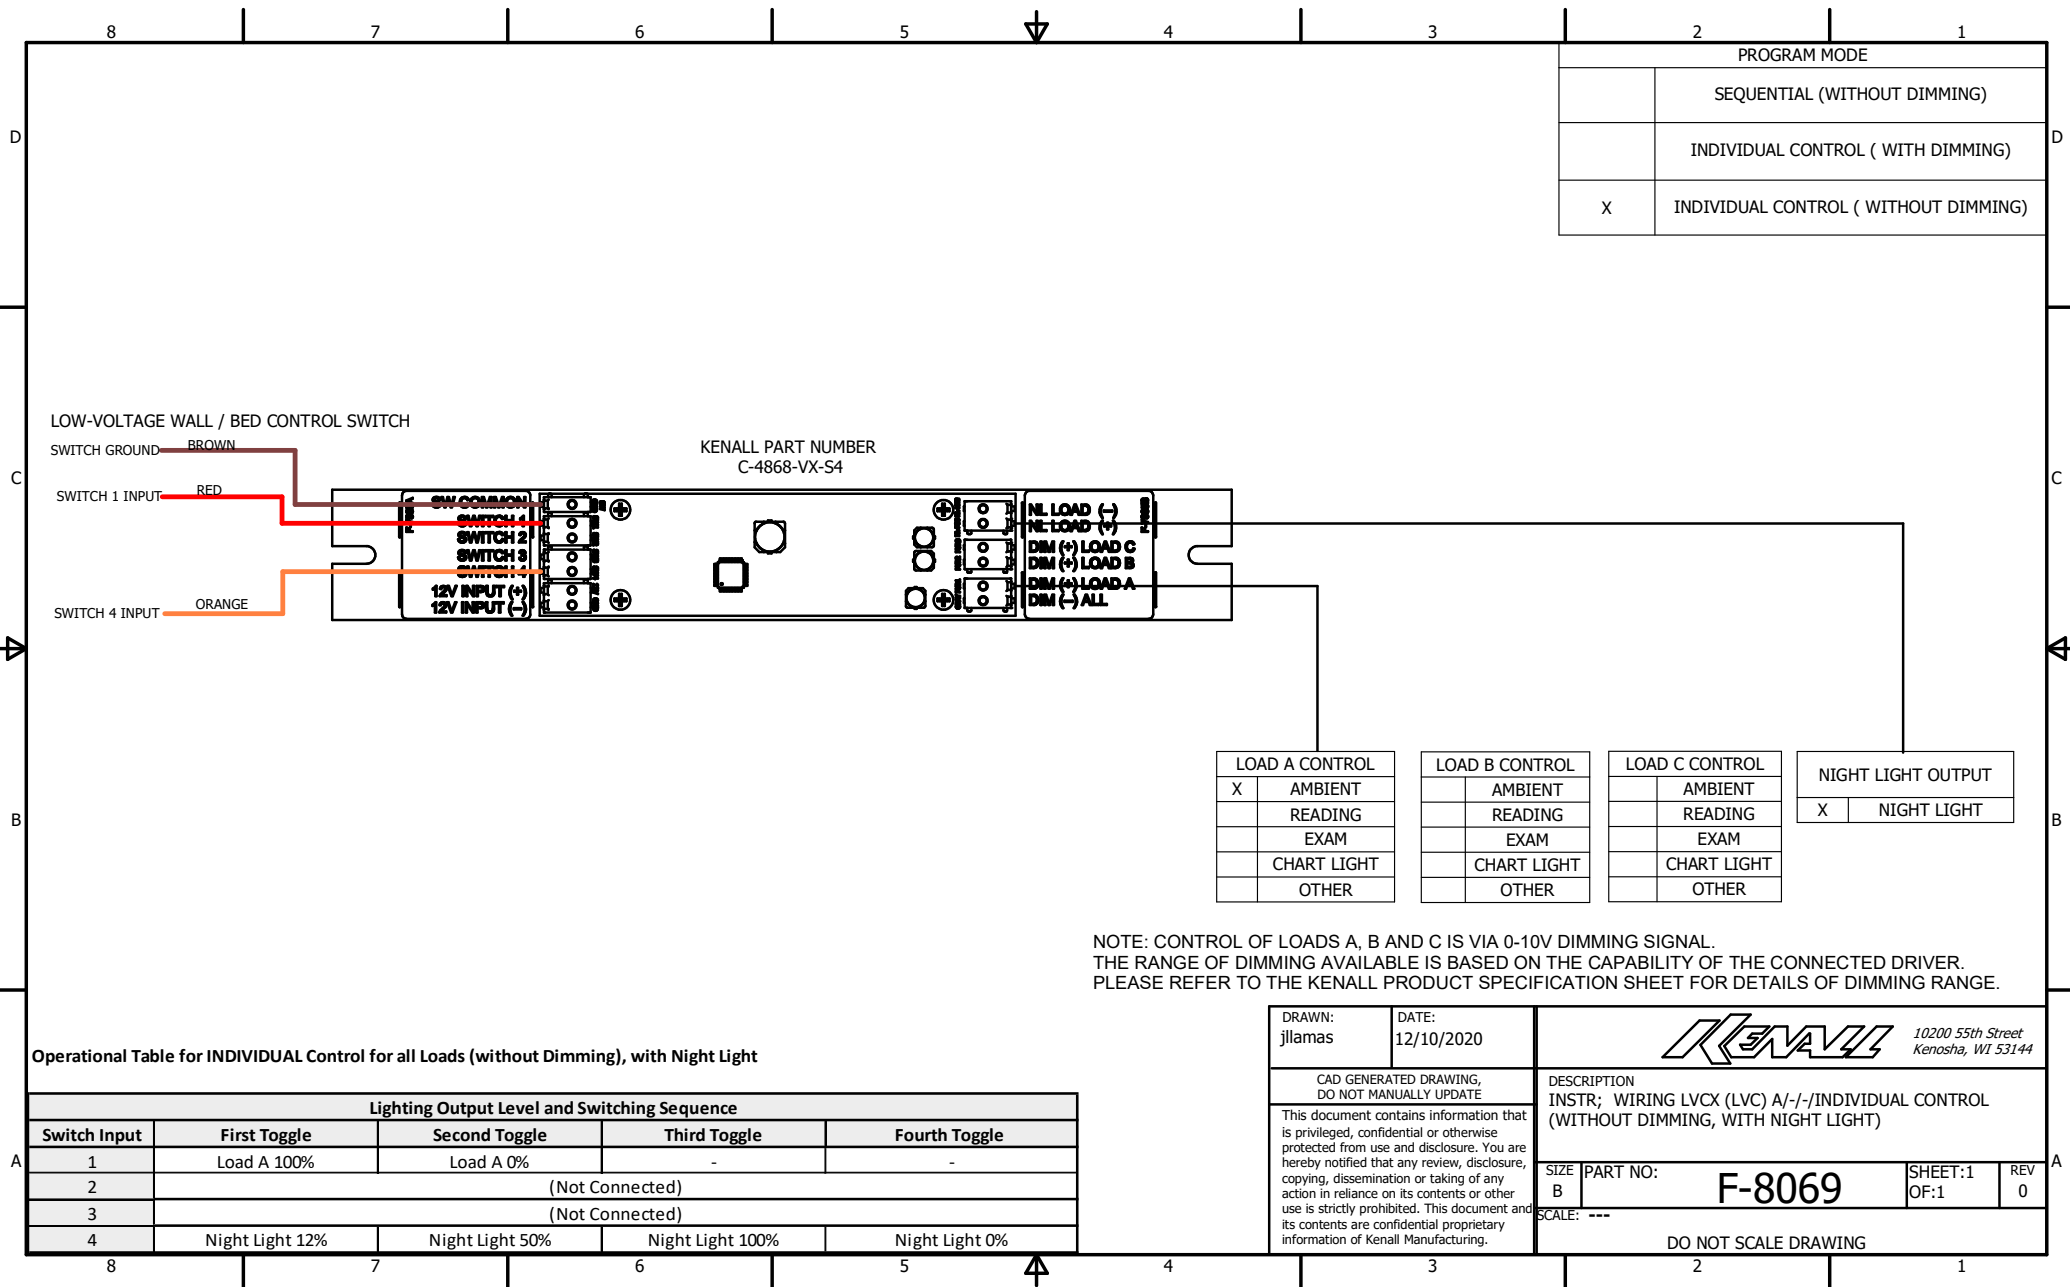 8 7 6 5 4 3 2 1
PROGRAM MODE
SEQUENTIAL (WITHOUT DIMMING)
INDIVIDUAL CONTROL ( WITH DIMMING)
X INDIVIDUAL CONTROL ( WITHOUT DIMMING)
D D
LOW-VOLTAGE WALL / BED CONTROL SWITCH
SWITCH GROUND BROWN
SWITCH 1 INPUT RED
SWITCH 4 INPUT ORANGE
C C
KENALL PART NUMBER
C-4868-VX-S4
SW COMMON
SWITCH 1
SWITCH 2
SWITCH 3
SWITCH 4
12V INPUT (+)
12V INPUT (−)
NL LOAD (−)
NL LOAD (+)
DIM (+) LOAD C
DIM (+) LOAD B
DIM (+) LOAD A
DIM (−) ALL
LOAD A CONTROL
X AMBIENT
READING
EXAM
CHART LIGHT
OTHER
LOAD B CONTROL
AMBIENT
READING
EXAM
CHART LIGHT
OTHER
LOAD C CONTROL
AMBIENT
READING
EXAM
CHART LIGHT
OTHER
NIGHT LIGHT OUTPUT
X NIGHT LIGHT
B B
NOTE: CONTROL OF LOADS A, B AND C IS VIA 0-10V DIMMING SIGNAL.
THE RANGE OF DIMMING AVAILABLE IS BASED ON THE CAPABILITY OF THE CONNECTED DRIVER.
PLEASE REFER TO THE KENALL PRODUCT SPECIFICATION SHEET FOR DETAILS OF DIMMING RANGE.
Operational Table for INDIVIDUAL Control for all Loads (without Dimming), with Night Light
Lighting Output Level and Switching Sequence
Switch Input First Toggle Second Toggle Third Toggle Fourth Toggle
1 Load A 100% Load A 0% - -
2 (Not Connected)
3 (Not Connected)
4 Night Light 12% Night Light 50% Night Light 100% Night Light 0%
A A
DRAWN:
jllamas
DATE:
12/10/2020
CAD GENERATED DRAWING,
DO NOT MANUALLY UPDATE
This document contains information that
is privileged, confidential or otherwise
protected from use and disclosure. You are
hereby notified that any review, disclosure,
copying, dissemination or taking of any
action in reliance on its contents or other
use is strictly prohibited. This document and
its contents are confidential proprietary
information of Kenall Manufacturing.
KENALL
10200 55th Street
Kenosha, WI 53144
DESCRIPTION
INSTR; WIRING LVCX (LVC) A/-/-/INDIVIDUAL CONTROL
(WITHOUT DIMMING, WITH NIGHT LIGHT)
SIZE
B
PART NO: F-8069
SHEET:1
OF:1
REV
0
SCALE: ---
DO NOT SCALE DRAWING
8 7 6 5 4 3 2 1